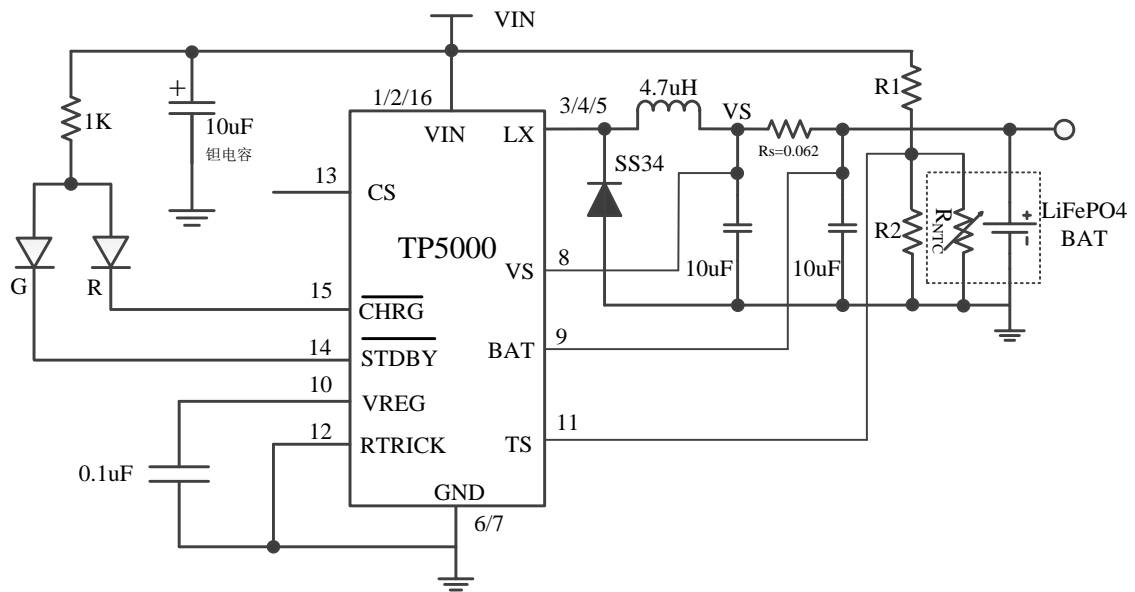 VIN
1K
10uF
钽电容
1/2/16
VIN
3/4/5
LX
4.7uH
VS
Rs=0.062
R1
SS34
13
CS
TP5000
VS
8
10uF
10uF
R2
RNTC
LiFePO4
BAT
G
R
15
CHRG
14
STDBY
BAT
9
10
VREG
12
RTRICK
TS
11
0.1uF
GND
6/7